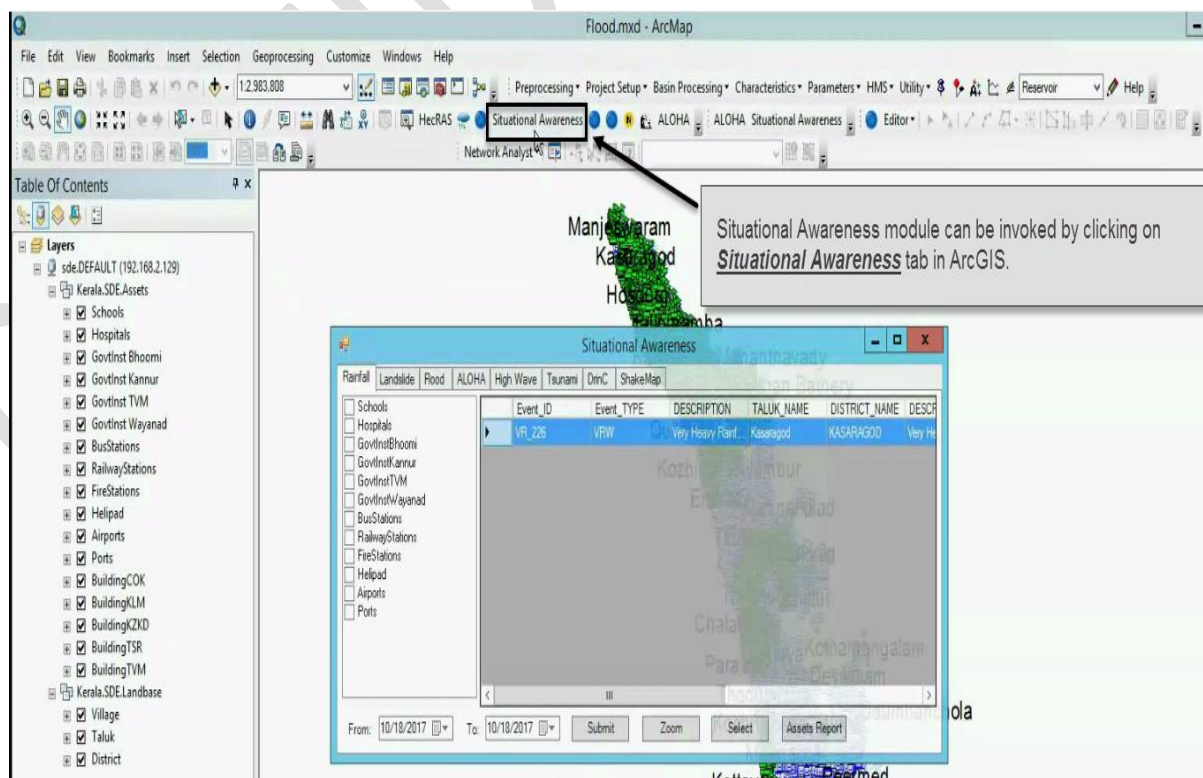 Flood.mxd - ArcMap
File Edit View Bookmarks Insert Selection Geoprocessing Customize Windows Help
1:2,983,808 Preprocessing Project Setup Basin Processing Characteristics Parameters HMS Utility Reservoir Help
HecRAS Situational Awareness N ALOHA ALOHA Situational Awareness Editor
Network Analyst
Table Of Contents
Layers
sde.DEFAULT (192.168.2.129)
Kerala.SDE.Assets
Schools
Hospitals
GovtInst Bhoomi
GovtInst Kannur
GovtInst TVM
GovtInst Wayanad
BusStations
RailwayStations
FireStations
Helipad
Airports
Ports
BuildingCOK
BuildingKLM
BuildingKZKD
BuildingTSR
BuildingTVM
Kerala.SDE.Landbase
Village
Taluk
District
Manjeswaram
Kasaragod
Situational Awareness module can be invoked by clicking on
Situational Awareness tab in ArcGIS.
Situational Awareness
Rainfall Landslide Flood ALOHA High Wave Tsunami DrinC ShakeMap
Schools
Hospitals
GovtInstBhoomi
GovtInstKannur
GovtInstTVM
GovtInstWayanad
BusStations
RailwayStations
FireStations
Helipad
Airports
Ports
Event_ID Event_TYPE DESCRIPTION TALUK_NAME DISTRICT_NAME DESCR
VR_226 VRW Very Heavy Rainf... Kasaragod KASARAGOD Very He
Kothamangalam
From: 10/18/2017 To: 10/18/2017 Submit Zoom Select Assets Report